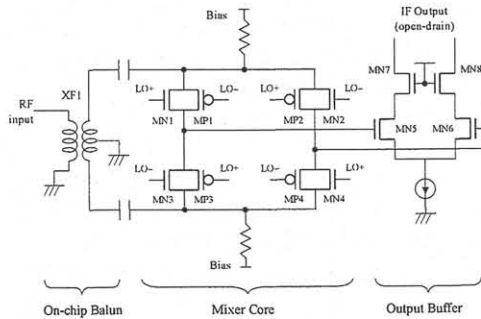 Bias
IF Output
(open-drain)
XF1
RF
input
LO+
LO−
LO+
LO−
MN1
MP1
MP2
MN2
MN7
MN8
MN5
MN6
LO−
LO+
LO−
LO+
MN3
MP3
MP4
MN4
Bias
On-chip Balun
Mixer Core
Output Buffer